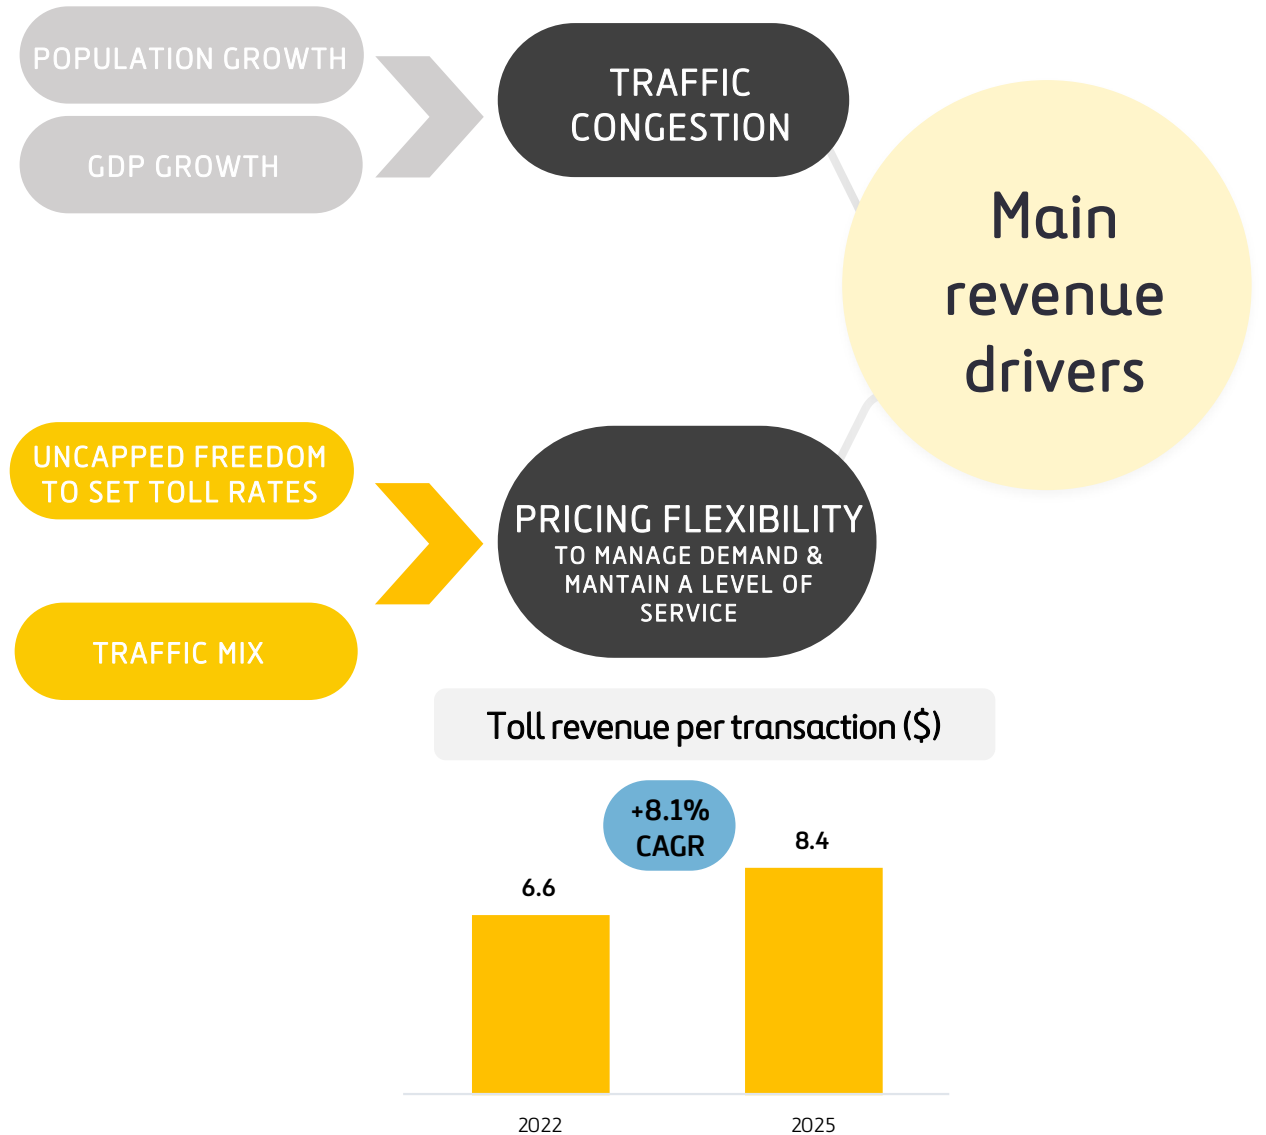 POPULATION GROWTH
GDP GROWTH
TRAFFIC
CONGESTION
Main
revenue
drivers
UNCAPPED FREEDOM
TO SET TOLL RATES
TRAFFIC MIX
PRICING FLEXIBILITY
TO MANAGE DEMAND &
MANTAIN A LEVEL OF
SERVICE
Toll revenue per transaction ($)
+8.1%
CAGR
6.6
8.4
2022
2025